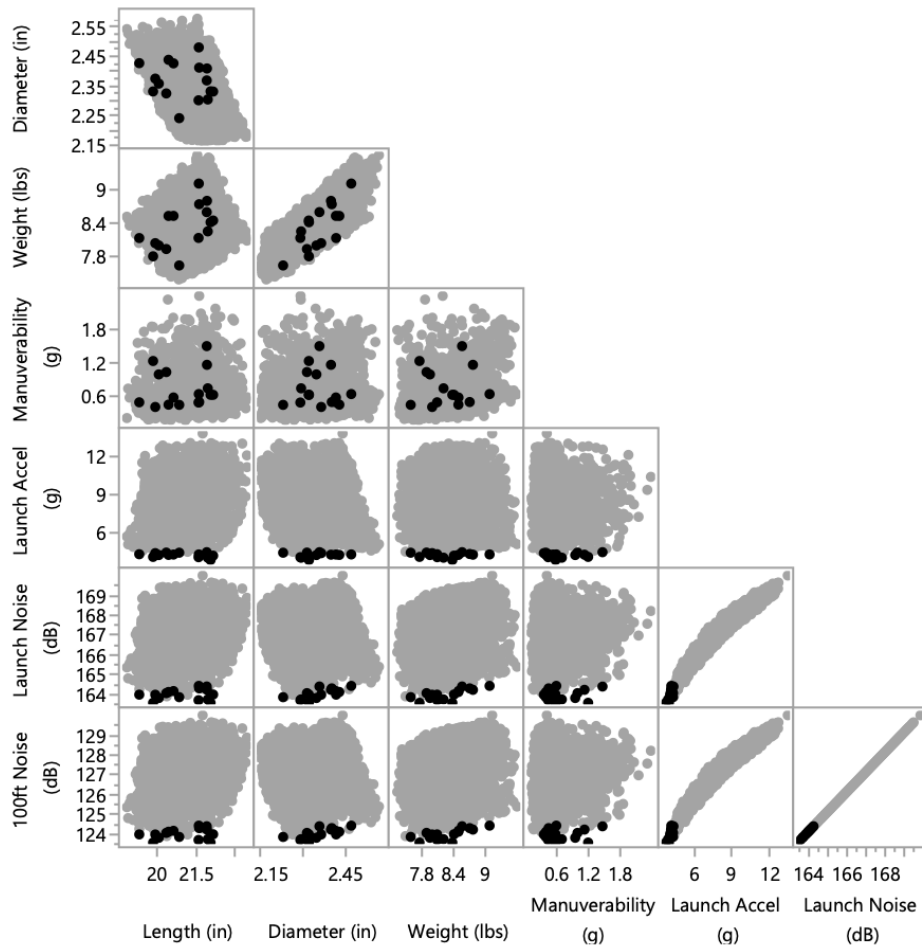 Diameter (in)
2.55
2.45
2.35
2.25
2.15
Weight (lbs)
9
8.4
7.8
Manuverability
(g)
1.8
1.2
0.6
Launch Accel
(g)
12
9
6
Launch Noise
(dB)
169
168
167
166
165
164
100ft Noise
(dB)
129
128
127
126
125
124
20 21.5 2.15 2.45 7.8 8.4 9 0.6 1.2 1.8 6 9 12 164 166 168
Length (in) Diameter (in) Weight (lbs) Manuverability Launch Accel Launch Noise
(g) (g) (dB)